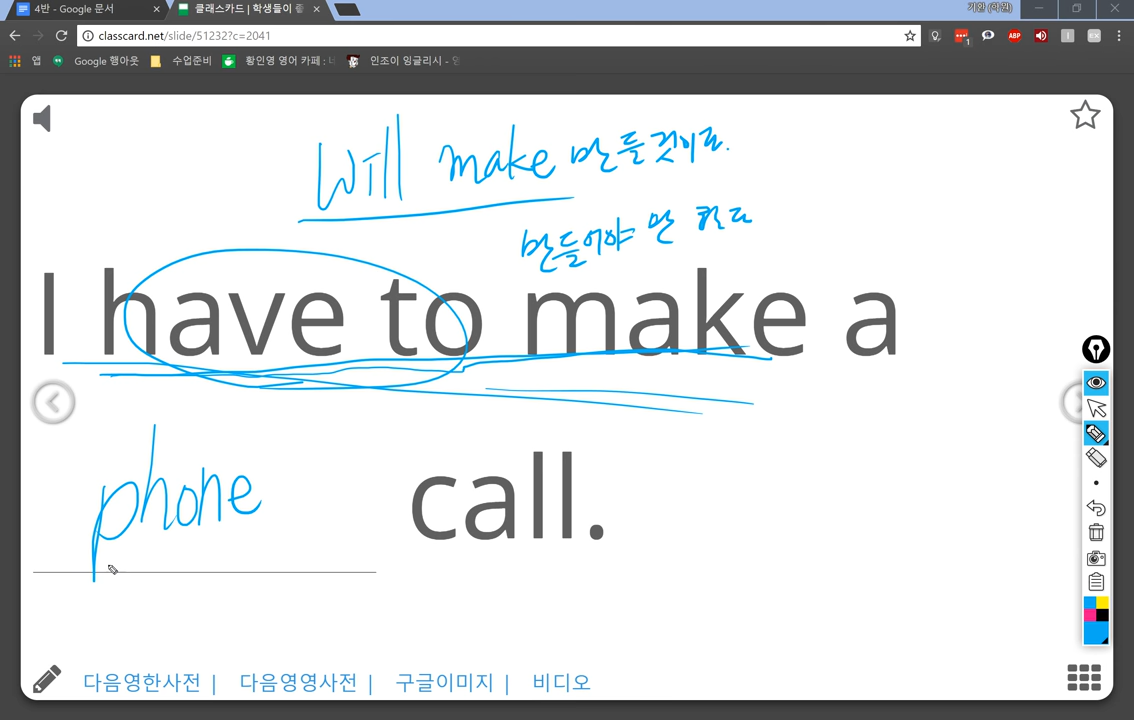 4반 - Google 문서
클래스카드 | 학생들이 좋
기완 (학원)
classcard.net/slide/51232?c=2041
앱
Google 행아웃
수업준비
황인영 영어 카페 : 네
인조이 잉글리시 - 영
Will make 만들것이다.
만들어야 만 한다
I have to make a
phone call.
다음영한사전 | 다음영영사전 | 구글이미지 | 비디오